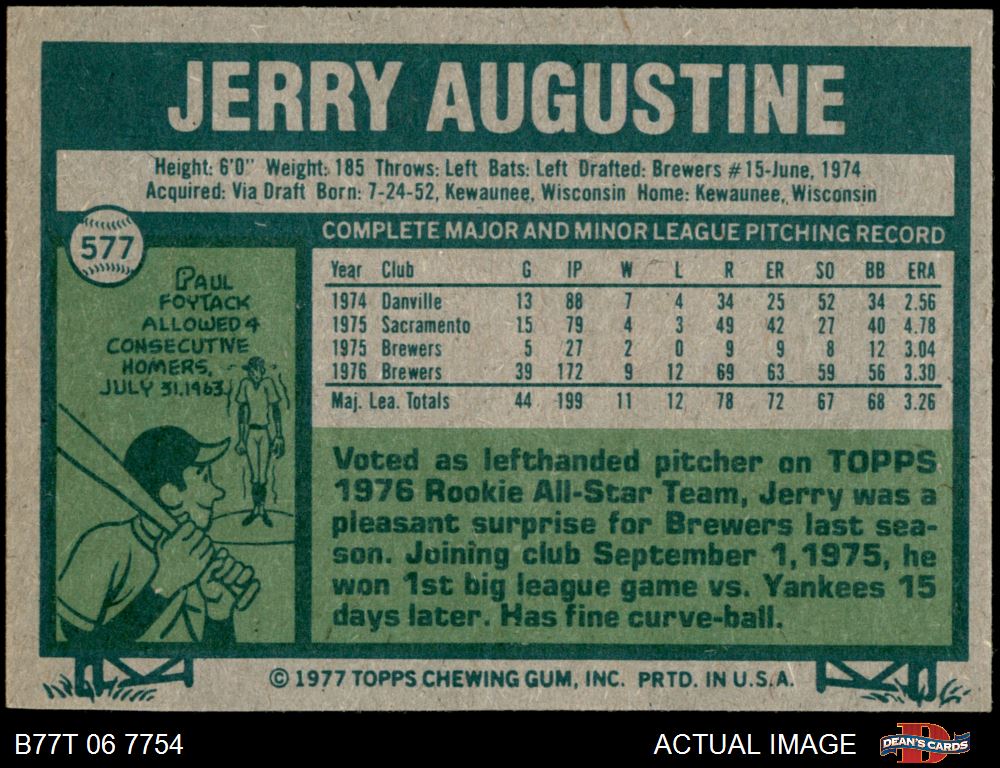 JERRY AUGUSTINE
Height: 6'0" Weight: 185 Throws: Left Bats: Left Drafted: Brewers #15-June, 1974
Acquired: Via Draft Born: 7-24-52, Kewaunee, Wisconsin Home: Kewaunee, Wisconsin
577
PAUL
FOYTACK
ALLOWED 4
CONSECUTIVE
HOMERS,
JULY 31,1963
COMPLETE MAJOR AND MINOR LEAGUE PITCHING RECORD
Year Club G IP W L R ER SO BB ERA
1974 Danville 13 88 7 4 34 25 52 34 2.56
1975 Sacramento 15 79 4 3 49 42 27 40 4.78
1975 Brewers 5 27 2 0 9 9 8 12 3.04
1976 Brewers 39 172 9 12 69 63 59 56 3.30
Maj. Lea. Totals 44 199 11 12 78 72 67 68 3.26
Voted as lefthanded pitcher on TOPPS
1976 Rookie All-Star Team, Jerry was a
pleasant surprise for Brewers last sea-
son. Joining club September 1,1975, he
won 1st big league game vs. Yankees 15
days later. Has fine curve-ball.
© 1977 TOPPS CHEWING GUM, INC. PRTD. IN U.S.A.
B77T 06 7754
ACTUAL IMAGE
DEAN'S CARDS